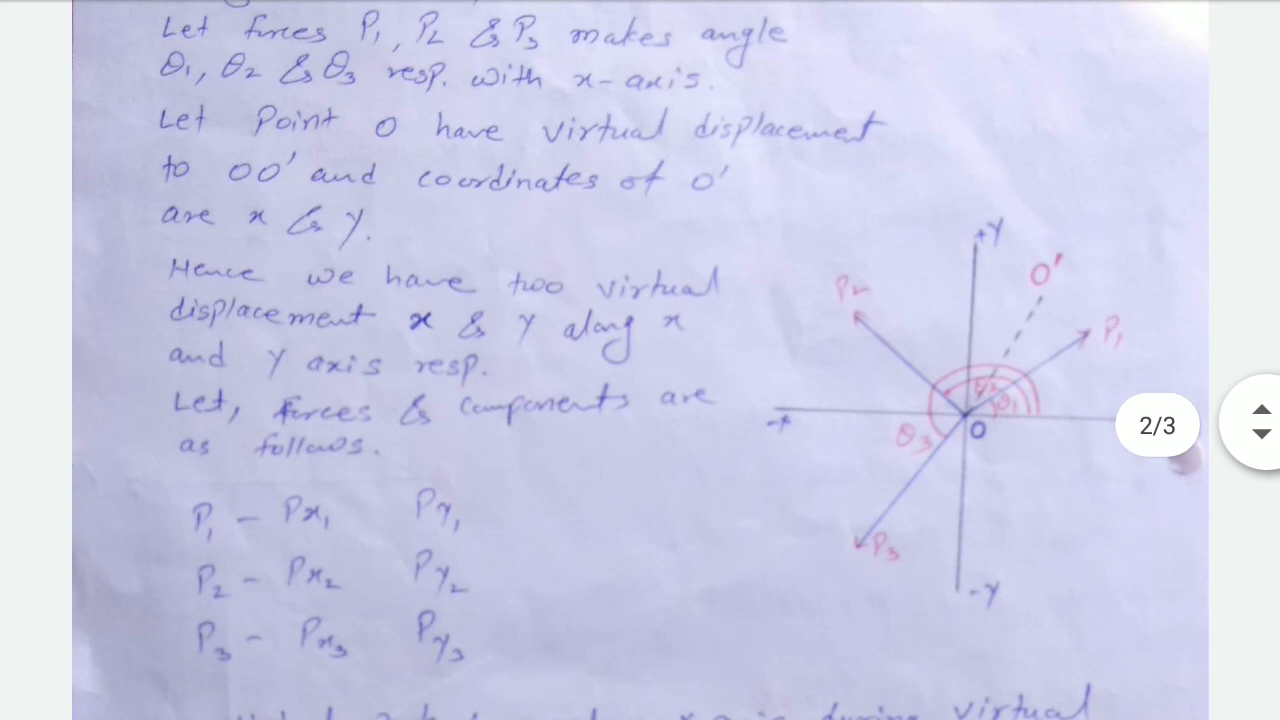 Let forces P1, P2 & P3 makes angle
θ1, θ2 & θ3 resp. with x-axis.
Let Point O have virtual displacement
to OO' and coordinates of O'
are x & y.
Hence we have two virtual
displacement x & y along x
and y axis resp.
Let, forces & components are
as follows.
P1 - Px1 Py1
P2 - Px2 Py2
P3 - Px3 Py3
+Y
O'
P2
P1
θ2
θ1
O
θ3
P3
-Y
2/3
during virtual